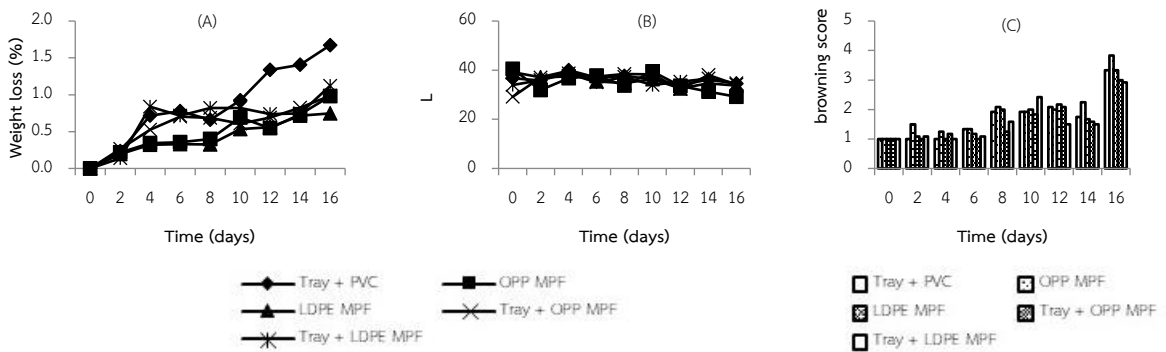 (A)
Weight loss (%)
2.0
1.5
1.0
0.5
0.0
0 2 4 6 8 10 12 14 16
Time (days)
(B)
L
60
40
20
0
0 2 4 6 8 10 12 14 16
Time (days)
(C)
browning score
5
4
3
2
1
0
0 2 4 6 8 10 12 14 16
Time (days)
Tray + PVC
OPP MPF
LDPE MPF
Tray + OPP MPF
Tray + LDPE MPF
Tray + PVC
OPP MPF
LDPE MPF
Tray + OPP MPF
Tray + LDPE MPF